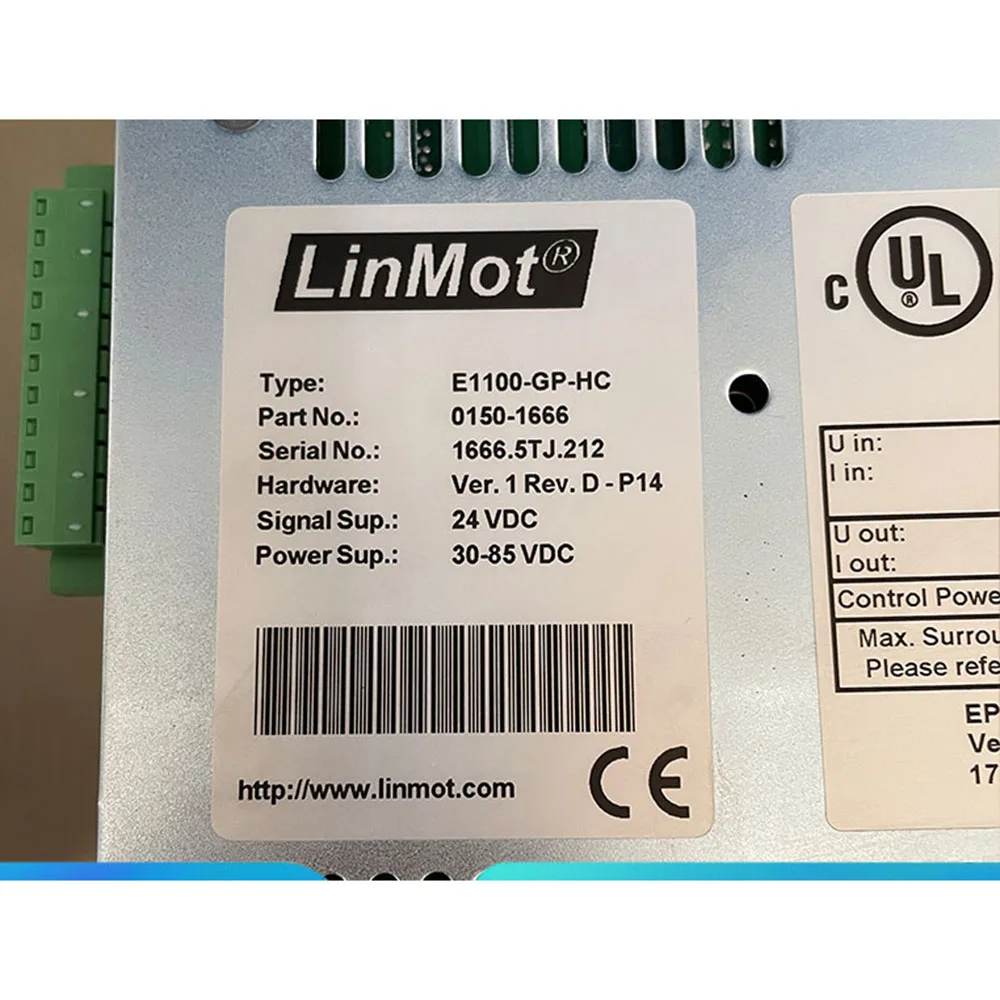 LinMot®
Type: E1100-GP-HC
Part No.: 0150-1666
Serial No.: 1666.5TJ.212
Hardware: Ver. 1 Rev. D - P14
Signal Sup.: 24 VDC
Power Sup.: 30-85 VDC
http://www.linmot.com
CE
C UL ®
U in:
I in:
U out:
I out:
Control Powe
Max. Surrou
Please refe
EP
Ve
17